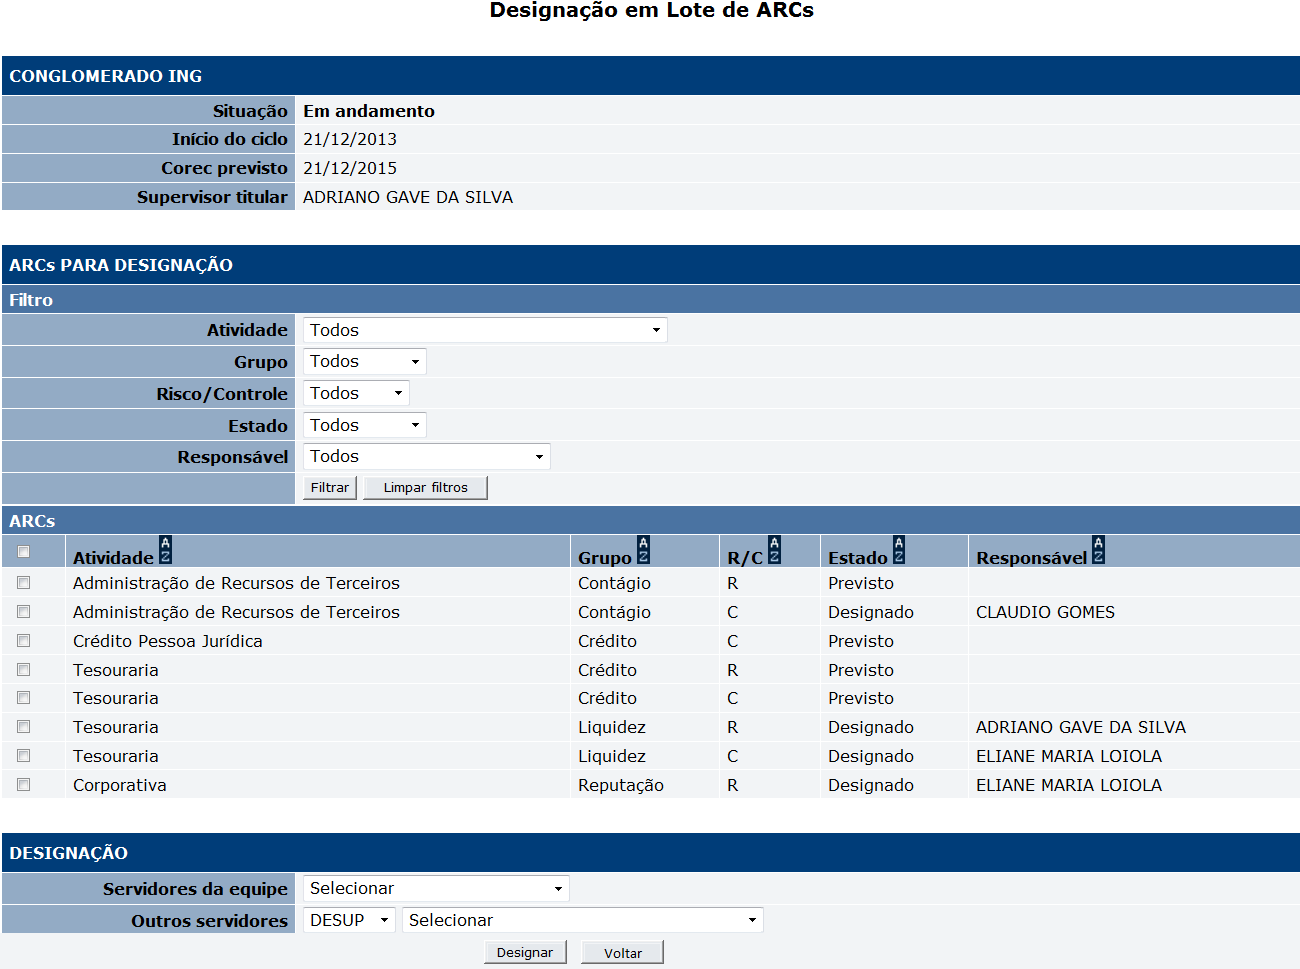 Designação em Lote de ARCs
CONGLOMERADO ING
Situação Em andamento
Início do ciclo 21/12/2013
Corec previsto 21/12/2015
Supervisor titular ADRIANO GAVE DA SILVA
ARCs PARA DESIGNAÇÃO
Filtro
Atividade Todos
Grupo Todos
Risco/Controle Todos
Estado Todos
Responsável Todos
Filtrar Limpar filtros
ARCs
Atividade AZ Grupo AZ R/C AZ Estado AZ Responsável AZ
Administração de Recursos de Terceiros Contágio R Previsto
Administração de Recursos de Terceiros Contágio C Designado CLAUDIO GOMES
Crédito Pessoa Jurídica Crédito C Previsto
Tesouraria Crédito R Previsto
Tesouraria Crédito C Previsto
Tesouraria Liquidez R Designado ADRIANO GAVE DA SILVA
Tesouraria Liquidez C Designado ELIANE MARIA LOIOLA
Corporativa Reputação R Designado ELIANE MARIA LOIOLA
DESIGNAÇÃO
Servidores da equipe Selecionar
Outros servidores DESUP Selecionar
Designar Voltar